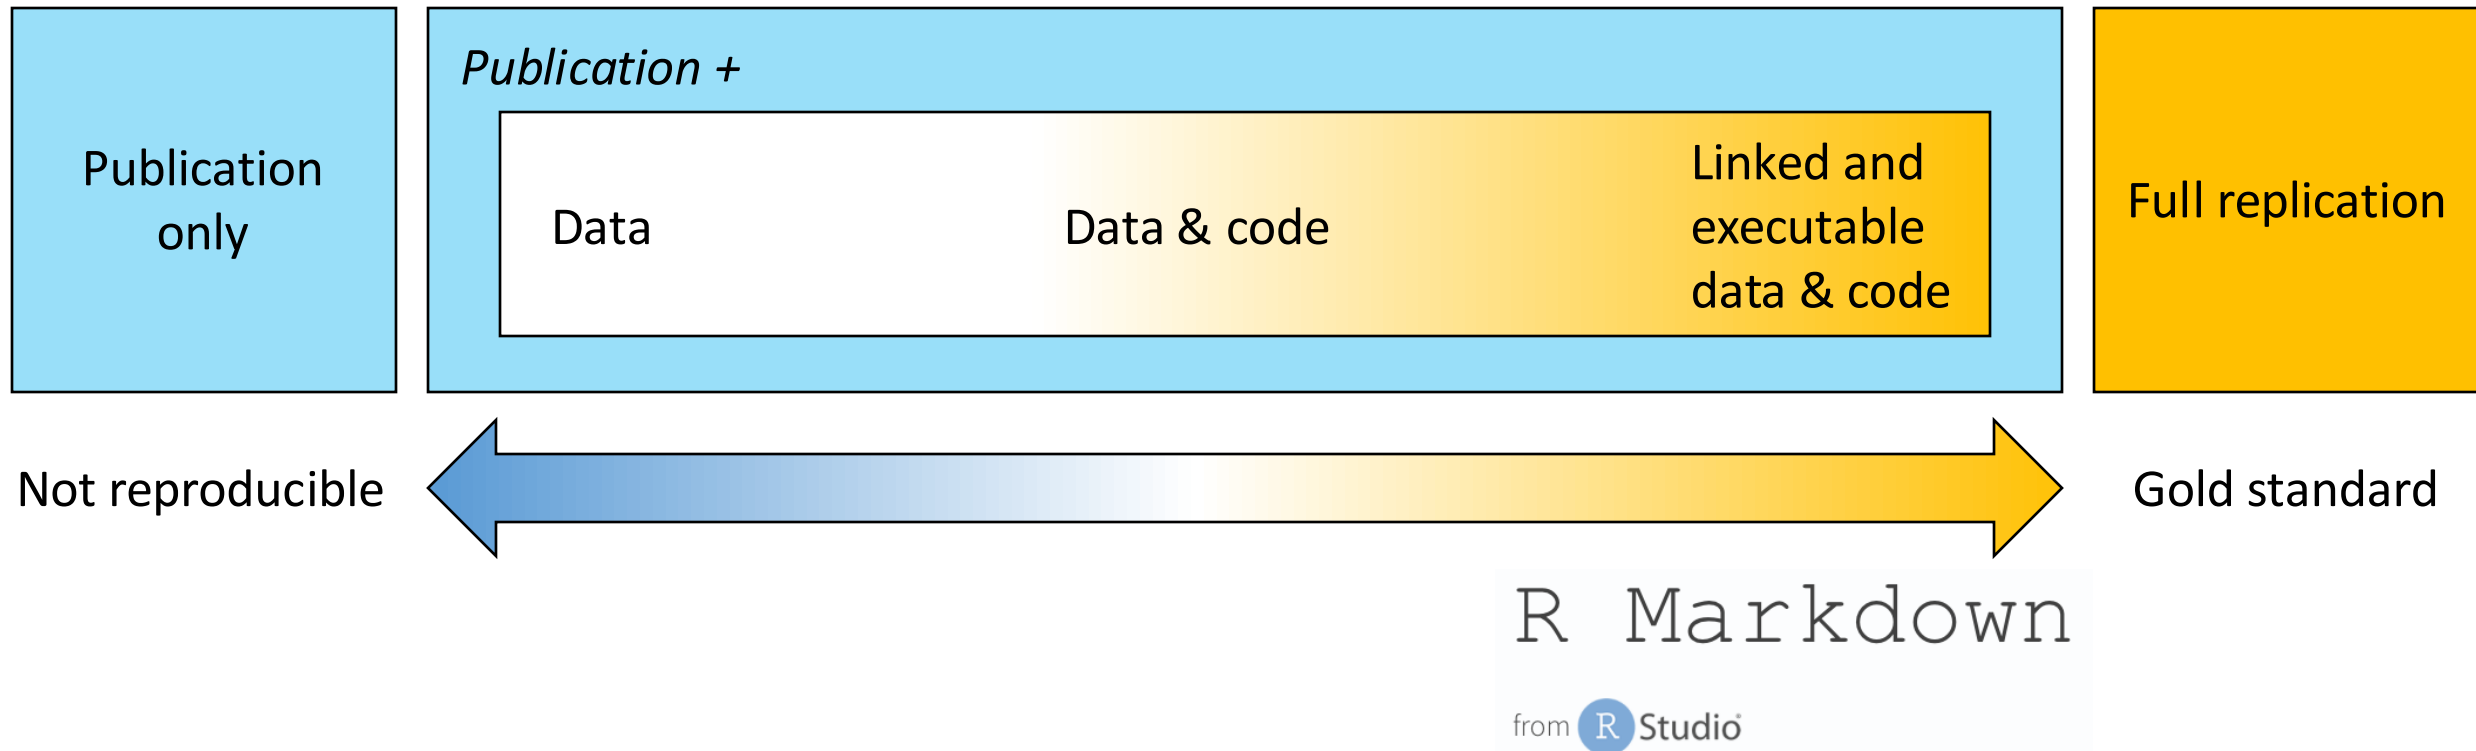 Publication
only
Publication +
Data
Data & code
Linked and
executable
data & code
Full replication
Not reproducible
Gold standard
R Markdown
from R Studio